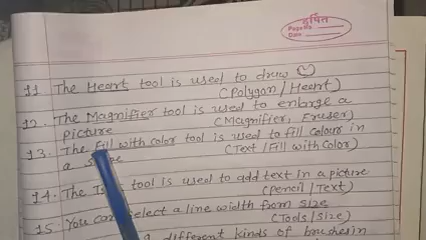 दर्पित
Page No.
Date
11. The Heart tool is used to draw
(Polygon / Heart)
12. The Magnifier tool is used to enlarge a
picture (Magnifier, Eraser)
13. The Fill with color tool is used to fill colours in
a (Text / Fill with Color)
14. The tool is used to add text in a picture
(Pencil / Text)
15. You can select a line width from size
(Tools / Size)
different kinds of brushes in